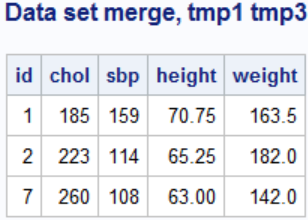 Data set merge, tmp1 tmp3
id chol sbp height weight
1 185 159 70.75 163.5
2 223 114 65.25 182.0
7 260 108 63.00 142.0